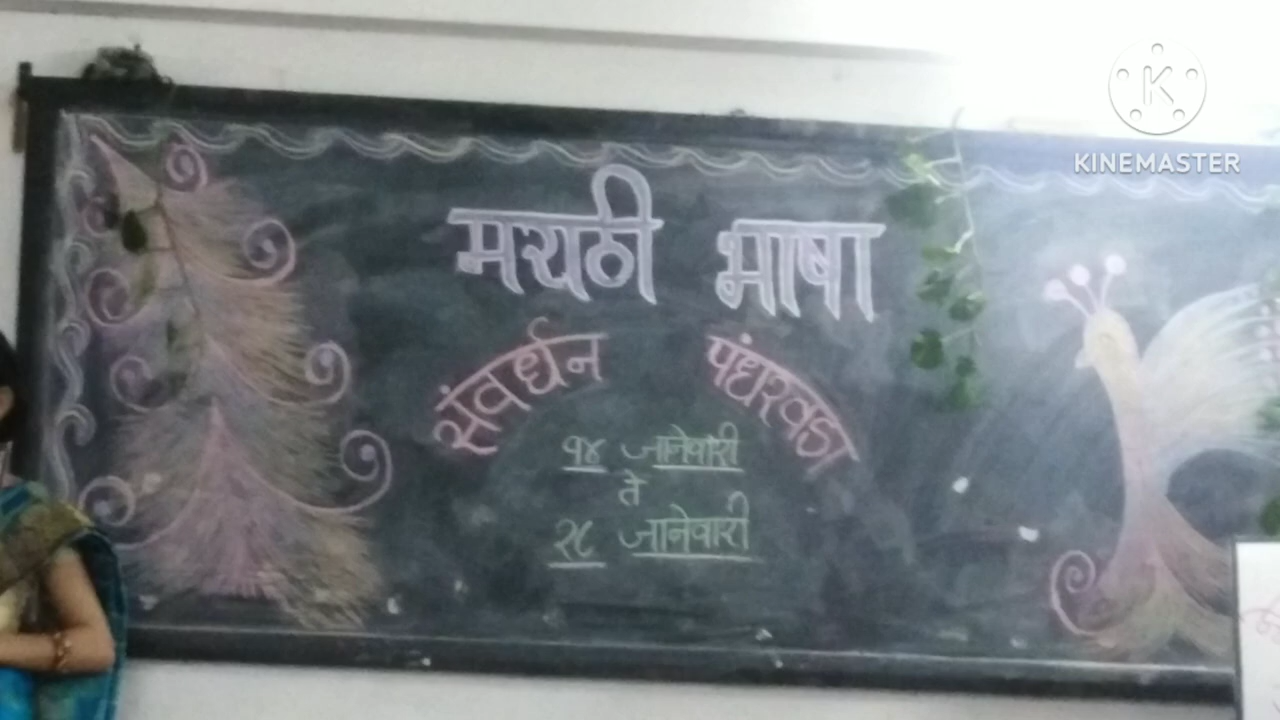 मराठी भाषा
संवर्धन पंधरवडा
१४ जानेवारी
ते
२८ जानेवारी
KINEMASTER